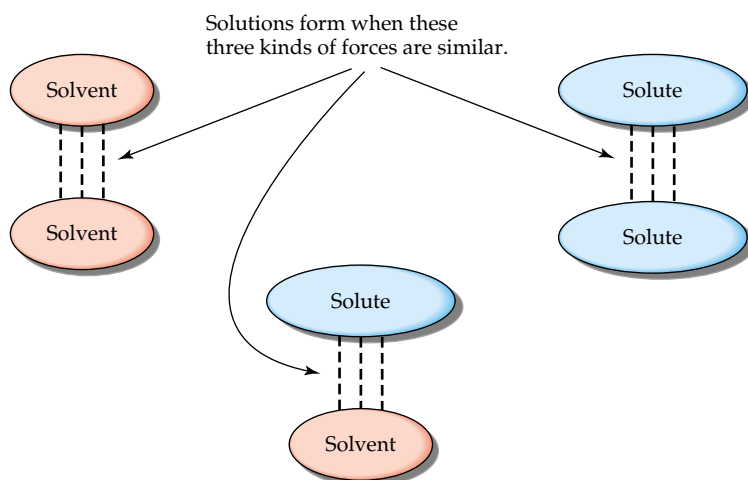 Solutions form when these
three kinds of forces are similar.
Solvent
Solute
Solvent
Solute
Solute
Solvent